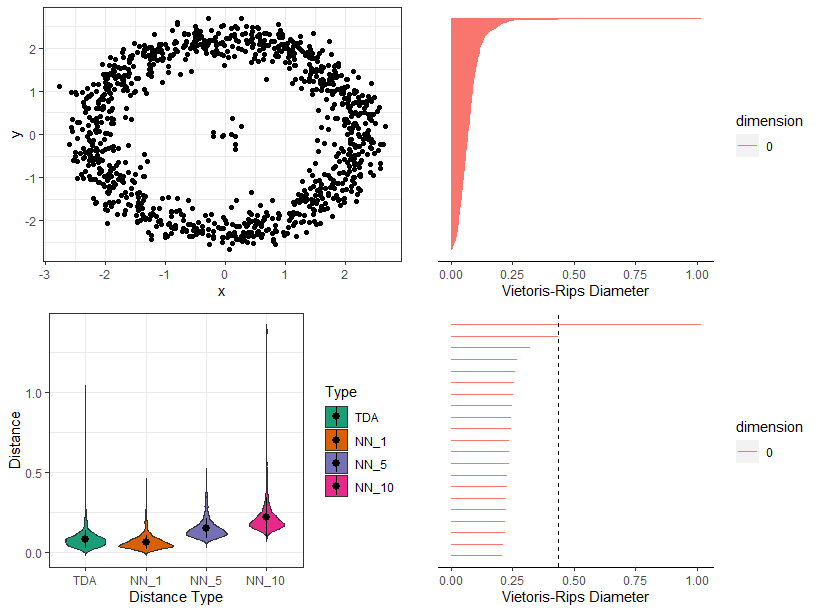 2
1
0
-1
-2
y
-3 -2 -1 0 1 2
x
0.00 0.25 0.50 0.75 1.00
Vietoris-Rips Diameter
dimension
0
1.0
0.5
0.0
Distance
TDA NN_1 NN_5 NN_10
Distance Type
Type
TDA
NN_1
NN_5
NN_10
0.00 0.25 0.50 0.75 1.00
Vietoris-Rips Diameter
dimension
0